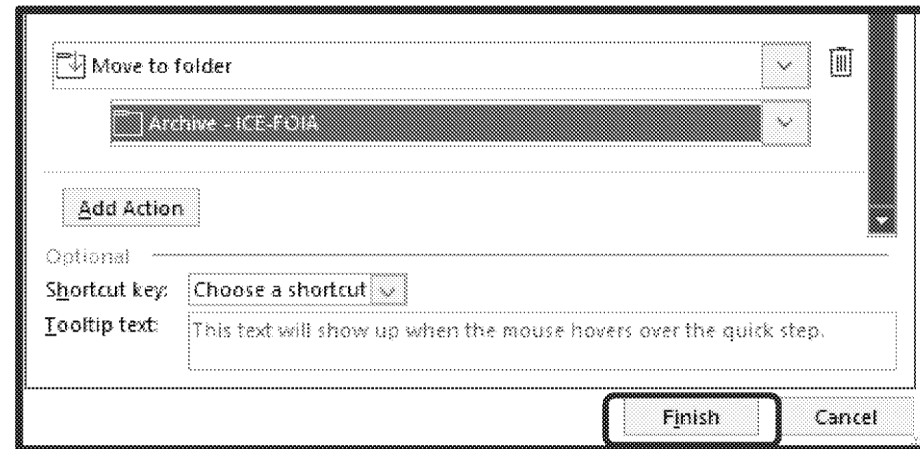 Move to folder
Archive - ICE-FOIA
Add Action
Optional
Shortcut key: Choose a shortcut
Tooltip text: This text will show up when the mouse hovers over the quick step.
Finish Cancel